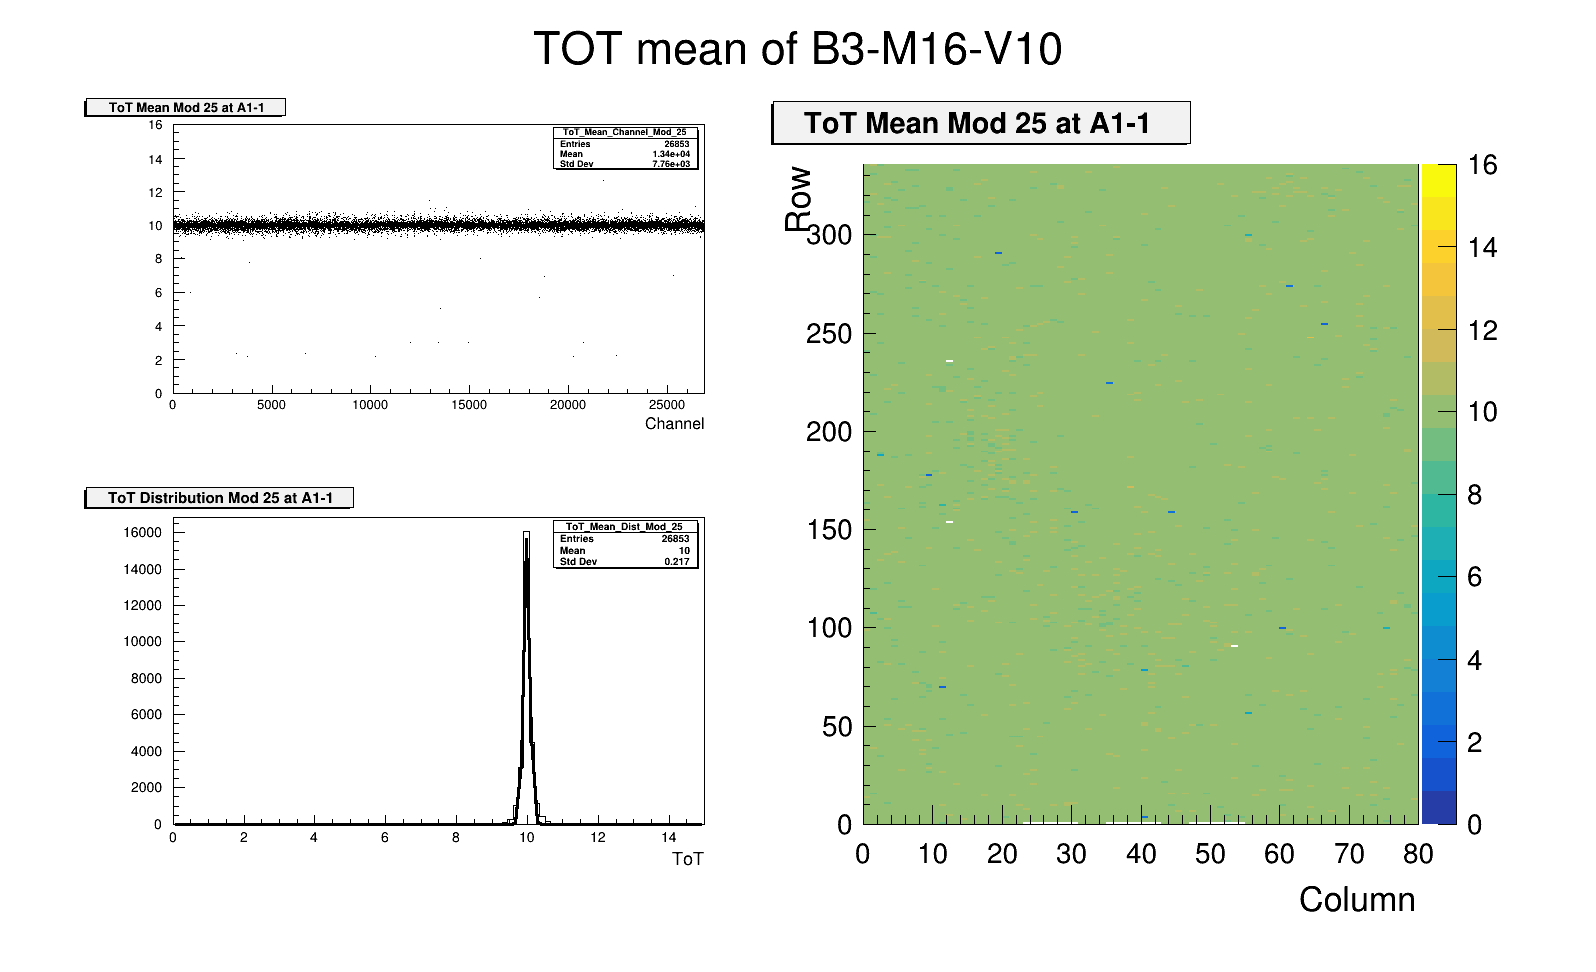 TOT mean of B3-M16-V10
ToT Mean Mod 25 at A1-1
ToT_Mean_Channel_Mod_25
Entries 26853
Mean 1.34e+04
Std Dev 7.76e+03
16
14
12
10
8
6
4
2
0
0 5000 10000 15000 20000 25000
Channel
ToT Distribution Mod 25 at A1-1
ToT_Mean_Dist_Mod_25
Entries 26853
Mean 10
Std Dev 0.217
16000
14000
12000
10000
8000
6000
4000
2000
0
0 2 4 6 8 10 12 14
ToT
ToT Mean Mod 25 at A1-1
Row
300
250
200
150
100
50
0
0 10 20 30 40 50 60 70 80
Column
16
14
12
10
8
6
4
2
0